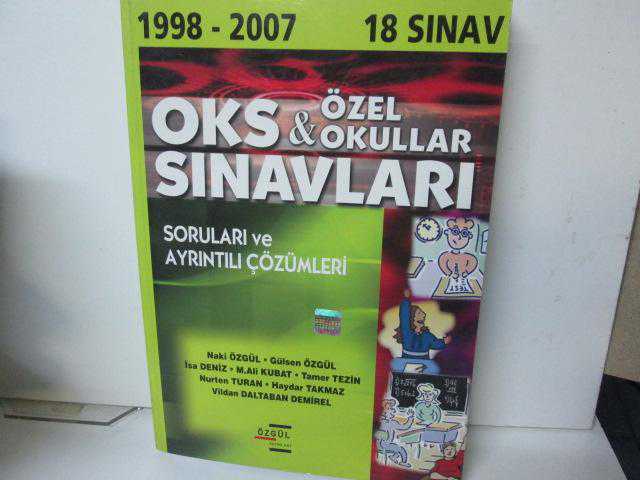 1998 - 2007 18 SINAV
OKS & ÖZEL OKULLAR
SINAVLARI
SORULARI ve
AYRINTILI ÇÖZÜMLERİ
Naki ÖZGÜL • Gülsen ÖZGÜL
İsa DENİZ • M.Ali KUBAT • Tamer TEZİN
Nurten TURAN • Haydar TAKMAZ
Vildan DALTABAN DEMİREL
ÖZGÜL
TEST